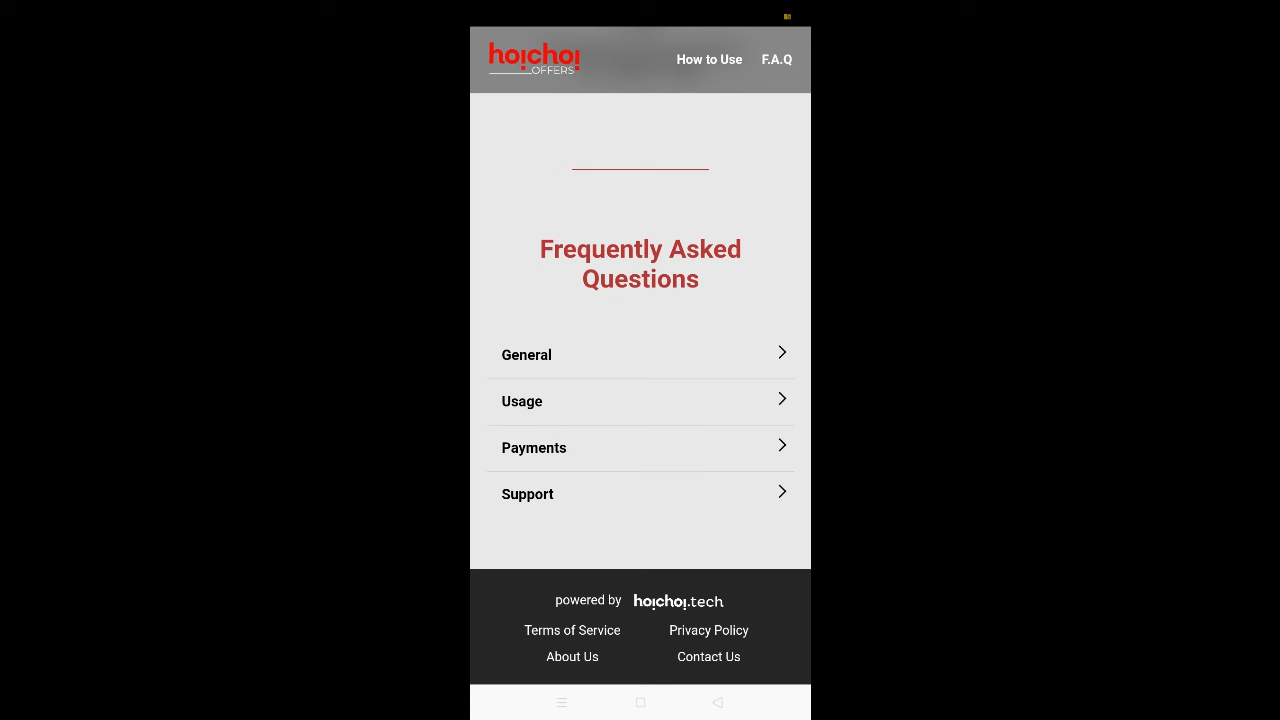 hoichoi
OFFERS
How to Use
F.A.Q
Frequently Asked
Questions
General
Usage
Payments
Support
powered by hoichoi.tech
Terms of Service
Privacy Policy
About Us
Contact Us